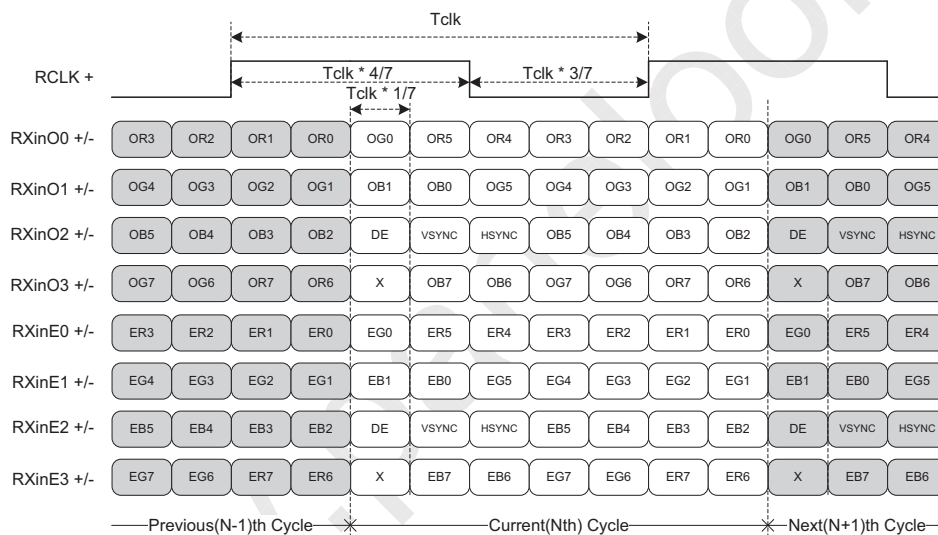 Tclk
RCLK +
Tclk * 4/7 Tclk * 3/7
Tclk * 1/7
RXinO0 +/- OR3 OR2 OR1 OR0 OG0 OR5 OR4 OR3 OR2 OR1 OR0 OG0 OR5 OR4
RXinO1 +/- OG4 OG3 OG2 OG1 OB1 OB0 OG5 OG4 OG3 OG2 OG1 OB1 OB0 OG5
RXinO2 +/- OB5 OB4 OB3 OB2 DE VSYNC HSYNC OB5 OB4 OB3 OB2 DE VSYNC HSYNC
RXinO3 +/- OG7 OG6 OR7 OR6 X OB7 OB6 OG7 OG6 OR7 OR6 X OB7 OB6
RXinE0 +/- ER3 ER2 ER1 ER0 EG0 ER5 ER4 ER3 ER2 ER1 ER0 EG0 ER5 ER4
RXinE1 +/- EG4 EG3 EG2 EG1 EB1 EB0 EG5 EG4 EG3 EG2 EG1 EB1 EB0 EG5
RXinE2 +/- EB5 EB4 EB3 EB2 DE VSYNC HSYNC EB5 EB4 EB3 EB2 DE VSYNC HSYNC
RXinE3 +/- EG7 EG6 ER7 ER6 X EB7 EB6 EG7 EG6 ER7 ER6 X EB7 EB6
Previous(N-1)th Cycle Current(Nth) Cycle Next(N+1)th Cycle